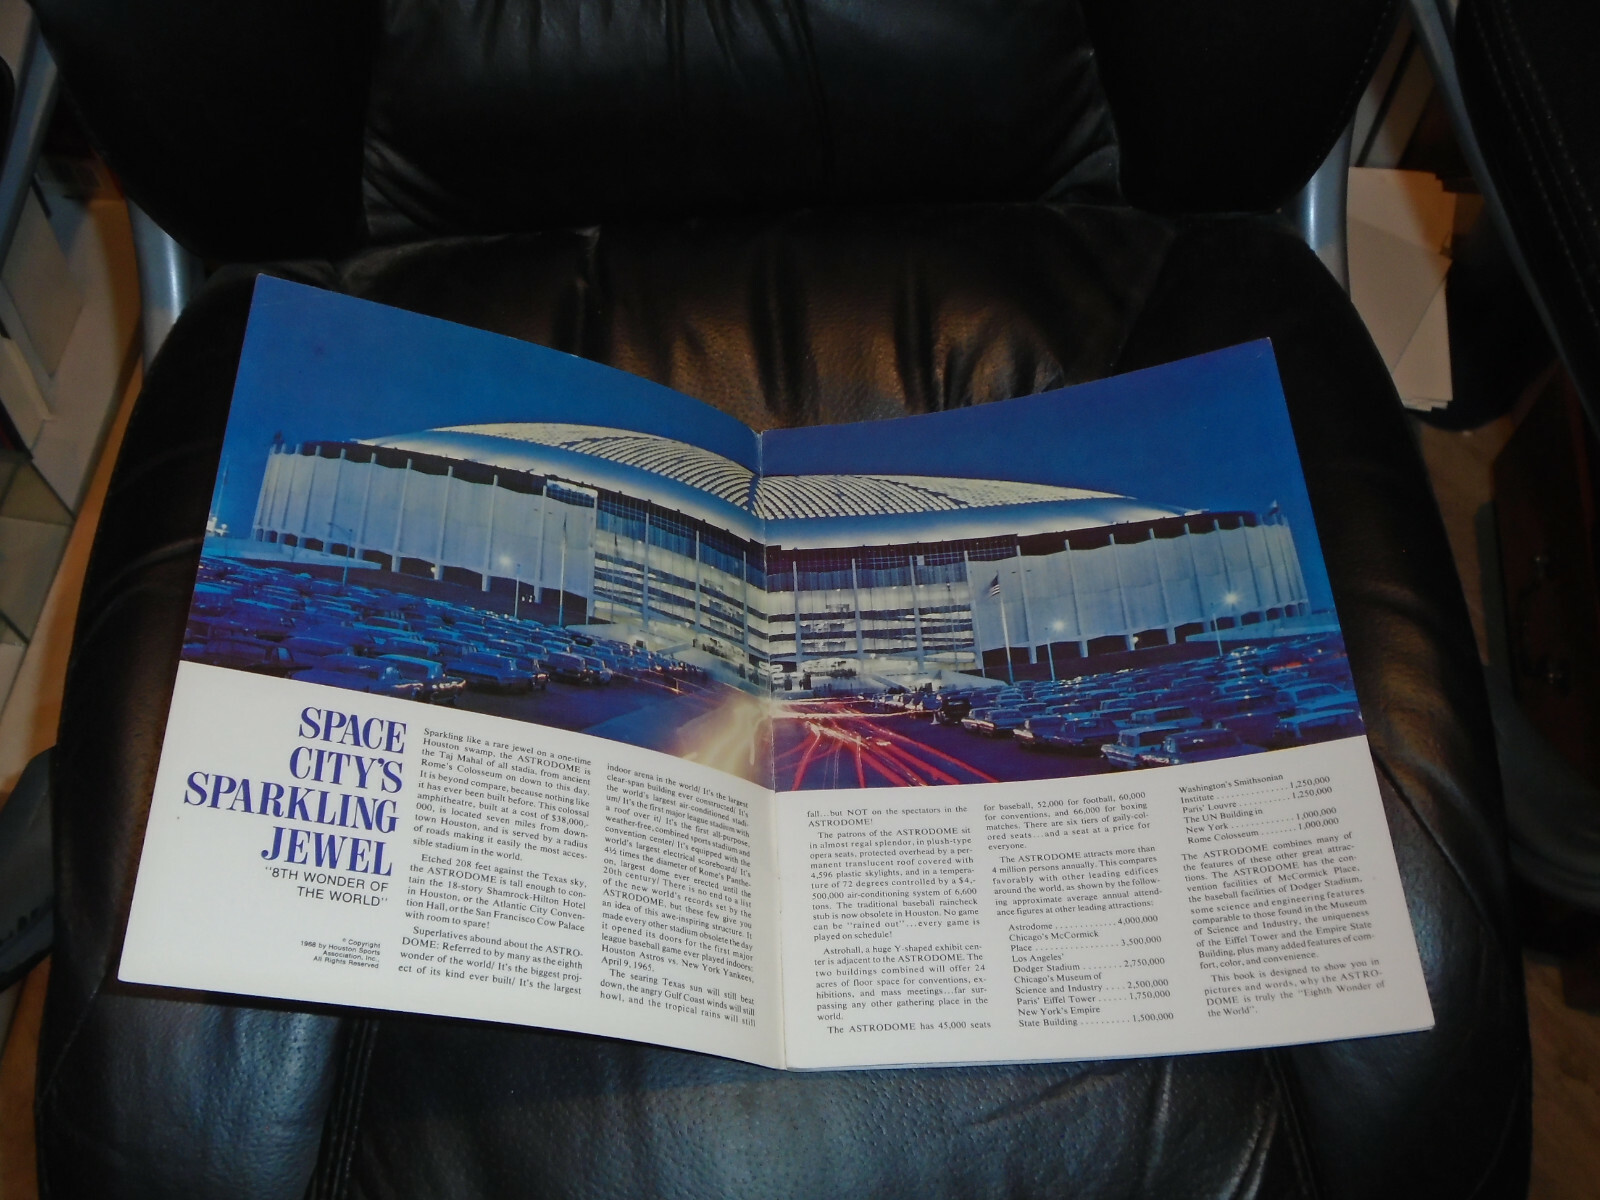 SPACE
CITY'S
SPARKLING
JEWEL
"8TH WONDER OF
THE WORLD"
© Copyright
1968 by Houston Sports
Association, Inc.,
All Rights Reserved
Sparkling like a rare jewel on a one-time
Houston swamp, the ASTRODOME is
the Taj Mahal of all stadia, from ancient
Rome's Colosseum on down to this day.
It is beyond compare, because nothing like
it has ever been built before. This colossal
amphitheatre, built at a cost of $38,000,-
000, is located seven miles from down-
town Houston, and is served by a radius
of roads making it easily the most acces-
sible stadium in the world.
Etched 208 feet against the Texas sky,
the ASTRODOME is tall enough to con-
tain the 18-story Shamrock-Hilton Hotel
in Houston, or the Atlantic City Conven-
tion Hall, or the San Francisco Cow Palace
with room to spare!
Superlatives abound about the ASTRO-
DOME: Referred to by many as the eighth
wonder of the world/ It's the biggest proj-
ect of its kind ever built/ It's the largest
indoor arena in the world/ It's the largest
clear-span building ever constructed/ It's
the world's largest air-conditioned stadi-
um/ It's the first major league stadium with
a roof over it/ It's the first all-purpose,
weather-free, combined sports stadium and
convention center/ It's equipped with the
world's largest electrical scoreboard/ It's
4½ times the diameter of Rome's Panthe-
on, largest dome ever erected until the
20th century/ There is no end to a list
of the new world's records set by the
ASTRODOME, but these few give you
an idea of this awe-inspiring structure. It
made every other stadium obsolete the day
it opened its doors for the first major
league baseball game ever played indoors:
Houston Astros vs. New York Yankees,
April 9, 1965.
The searing Texas sun will still beat
down, the angry Gulf Coast winds will still
howl, and the tropical rains will still
fall...but NOT on the spectators in the
ASTRODOME!
The patrons of the ASTRODOME sit
in almost regal splendor, in plush-type
opera seats, protected overhead by a per-
manent translucent roof covered with
4,596 plastic skylights, and in a tempera-
ture of 72 degrees controlled by a $4,-
500,000 air-conditioning system of 6,600
tons. The traditional baseball raincheck
stub is now obsolete in Houston. No game
can be "rained out"...every game is
played on schedule!
Astrohall, a huge Y-shaped exhibit cen-
ter is adjacent to the ASTRODOME. The
two buildings combined will offer 24
acres of floor space for conventions, ex-
hibitions, and mass meetings...far sur-
passing any other gathering place in the
world.
The ASTRODOME has 45,000 seats
for baseball, 52,000 for football, 60,000
for conventions, and 66,000 for boxing
matches. There are six tiers of gaily-col-
ored seats...and a seat at a price for
everyone.
The ASTRODOME attracts more than
4 million persons annually. This compares
favorably with other leading edifices
around the world, as shown by the follow-
ing approximate average annual attend-
ance figures at other leading attractions:
Astrodome ............ 4,000,000
Chicago's McCormick
Place ................ 3,500,000
Los Angeles'
Dodger Stadium ........ 2,750,000
Chicago's Museum of
Science and Industry .... 2,500,000
Paris' Eiffel Tower ...... 1,750,000
New York's Empire
State Building .......... 1,500,000
Washington's Smithsonian
Institute .............. 1,250,000
Paris' Louvre .......... 1,250,000
The UN Building in
New York ............ 1,000,000
Rome Colosseum ........ 1,000,000
The ASTRODOME combines many of
the features of these other great attrac-
tions. The ASTRODOME has the con-
vention facilities of McCormick Place,
the baseball facilities of Dodger Stadium,
some science and engineering features
comparable to those found in the Museum
of Science and Industry, the uniqueness
of the Eiffel Tower and the Empire State
Building, plus many added features of com-
fort, color, and convenience.
This book is designed to show you in
pictures and words, why the ASTRO-
DOME is truly the "Eighth Wonder of
the World".